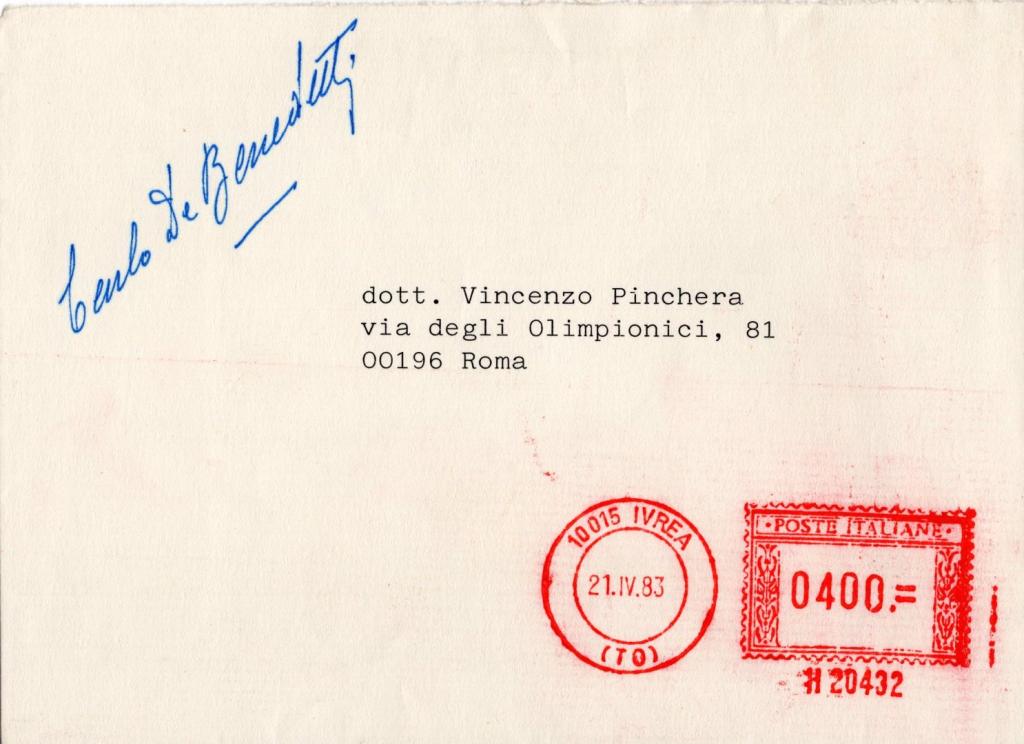 Carlo De Benedetti
dott. Vincenzo Pinchera
via degli Olimpionici, 81
00196 Roma
10015 IVREA
21.IV.83
(TO)
·POSTE ITALIANE·
0400.=
H 20432